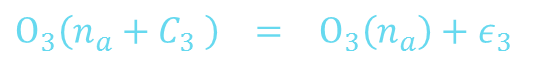 O₃(nₐ + C₃ ) = O₃(nₐ) + ϵ₃